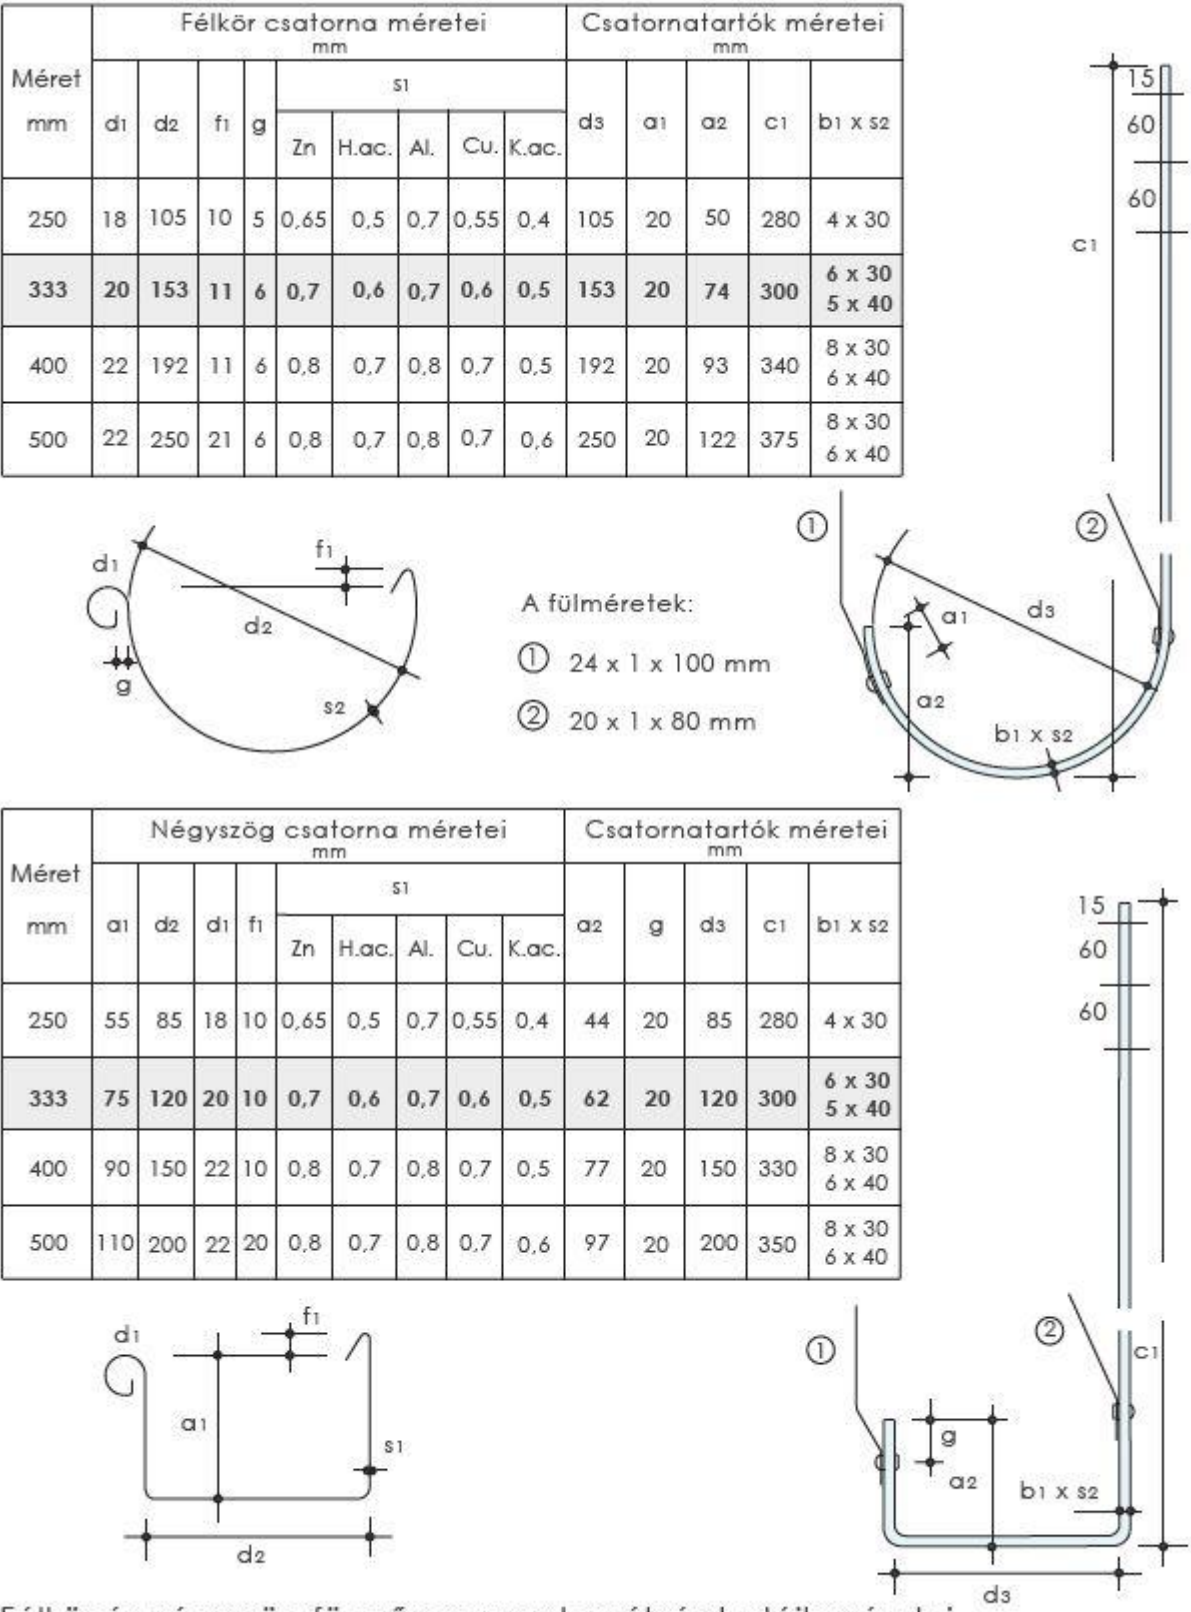 Félkör csatorna méretei Csatornatartók méretei
mm mm
Méret
mm
d1 d2 f1 g s1 d3 a1 a2 c1 b1 x s2
Zn H.ac. Al. Cu. K.ac.
250 18 105 10 5 0,65 0,5 0,7 0,55 0,4 105 20 50 280 4 x 30
333 20 153 11 6 0,7 0,6 0,7 0,6 0,5 153 20 74 300 6 x 30
5 x 40
400 22 192 11 6 0,8 0,7 0,8 0,7 0,5 192 20 93 340 8 x 30
6 x 40
500 22 250 21 6 0,8 0,7 0,8 0,7 0,6 250 20 122 375 8 x 30
6 x 40
15
60
60
c1
d1
f1
d2
g
s2
A fülméretek:
1 24 x 1 x 100 mm
2 20 x 1 x 80 mm
1
2
a1
d3
a2
b1 x s2
Négyszög csatorna méretei Csatornatartók méretei
mm mm
Méret
mm
a1 d2 d1 f1 s1 a2 g d3 c1 b1 x s2
Zn H.ac. Al. Cu. K.ac.
250 55 85 18 10 0,65 0,5 0,7 0,55 0,4 44 20 85 280 4 x 30
333 75 120 20 10 0,7 0,6 0,7 0,6 0,5 62 20 120 300 6 x 30
5 x 40
400 90 150 22 10 0,8 0,7 0,8 0,7 0,5 77 20 150 330 8 x 30
6 x 40
500 110 200 22 20 0,8 0,7 0,8 0,7 0,6 97 20 200 350 8 x 30
6 x 40
15
60
60
d1
f1
a1
s1
d2
1
2
c1
g
a2
b1 x s2
d3